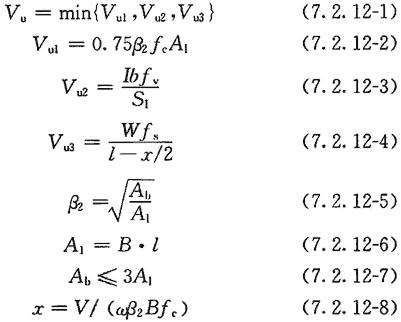 V_u = min{V_u1, V_u2, V_u3} (7.2.12-1)
V_u1 = 0.75β_2 f_c A_l (7.2.12-2)
V_u2 = Ibf_v / S_l (7.2.12-3)
V_u3 = Wf_s / (l − x/2) (7.2.12-4)
β_2 = √(A_b / A_l) (7.2.12-5)
A_l = B · l (7.2.12-6)
A_b ⩽ 3A_l (7.2.12-7)
x = V/ (ωβ_2 Bf_c) (7.2.12-8)